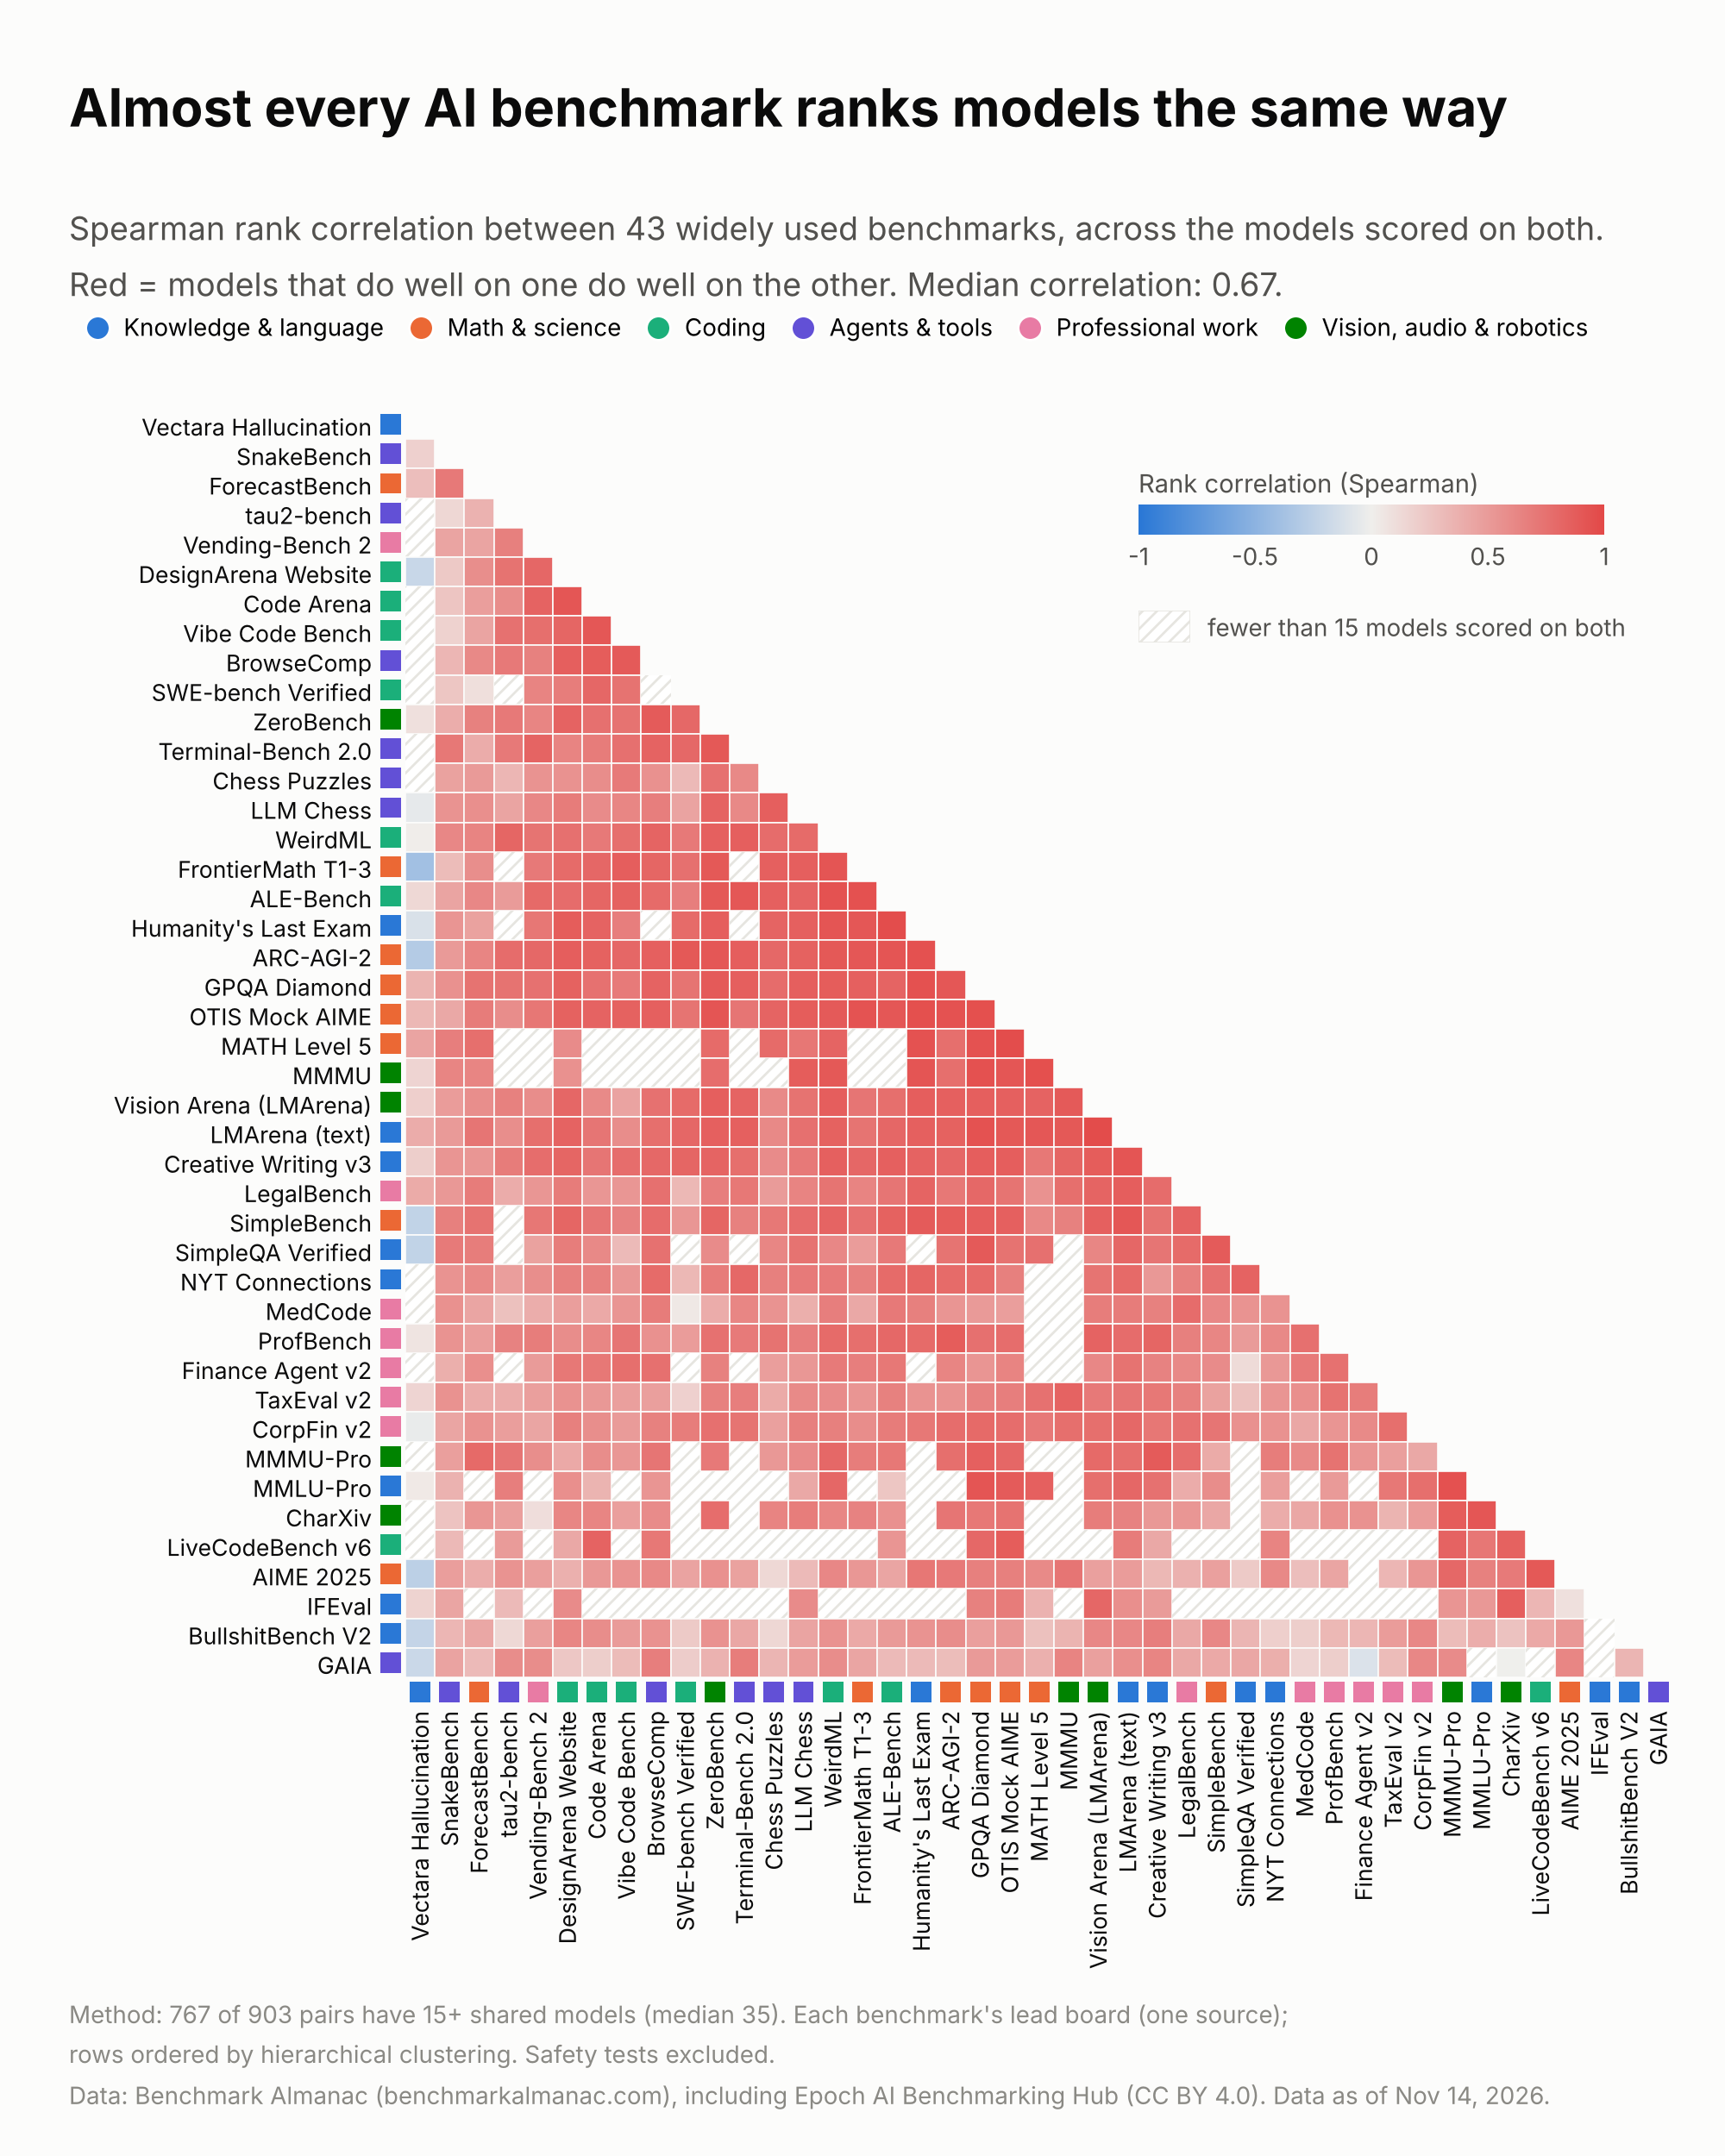 Almost every AI benchmark ranks models the same way
Spearman rank correlation between 43 widely used benchmarks, across the models scored on both.
Red = models that do well on one do well on the other. Median correlation: 0.67.
Knowledge & language
Math & science
Coding
Agents & tools
Professional work
Vision, audio & robotics
Rank correlation (Spearman)
-1
-0.5
0
0.5
1
fewer than 15 models scored on both
Vectara Hallucination
SnakeBench
ForecastBench
tau2-bench
Vending-Bench 2
DesignArena Website
Code Arena
Vibe Code Bench
BrowseComp
SWE-bench Verified
ZeroBench
Terminal-Bench 2.0
Chess Puzzles
LLM Chess
WeirdML
FrontierMath T1-3
ALE-Bench
Humanity's Last Exam
ARC-AGI-2
GPQA Diamond
OTIS Mock AIME
MATH Level 5
MMMU
Vision Arena (LMArena)
LMArena (text)
Creative Writing v3
LegalBench
SimpleBench
SimpleQA Verified
NYT Connections
MedCode
ProfBench
Finance Agent v2
TaxEval v2
CorpFin v2
MMMU-Pro
MMLU-Pro
CharXiv
LiveCodeBench v6
AIME 2025
IFEval
BullshitBench V2
GAIA
Vectara Hallucination
SnakeBench
ForecastBench
tau2-bench
Vending-Bench 2
DesignArena Website
Code Arena
Vibe Code Bench
BrowseComp
SWE-bench Verified
ZeroBench
Terminal-Bench 2.0
Chess Puzzles
LLM Chess
WeirdML
FrontierMath T1-3
ALE-Bench
Humanity's Last Exam
ARC-AGI-2
GPQA Diamond
OTIS Mock AIME
MATH Level 5
MMMU
Vision Arena (LMArena)
LMArena (text)
Creative Writing v3
LegalBench
SimpleBench
SimpleQA Verified
NYT Connections
MedCode
ProfBench
Finance Agent v2
TaxEval v2
CorpFin v2
MMMU-Pro
MMLU-Pro
CharXiv
LiveCodeBench v6
AIME 2025
IFEval
BullshitBench V2
GAIA
Method: 767 of 903 pairs have 15+ shared models (median 35). Each benchmark's lead board (one source);
rows ordered by hierarchical clustering. Safety tests excluded.
Data: Benchmark Almanac (benchmarkalmanac.com), including Epoch AI Benchmarking Hub (CC BY 4.0). Data as of Nov 14, 2026.